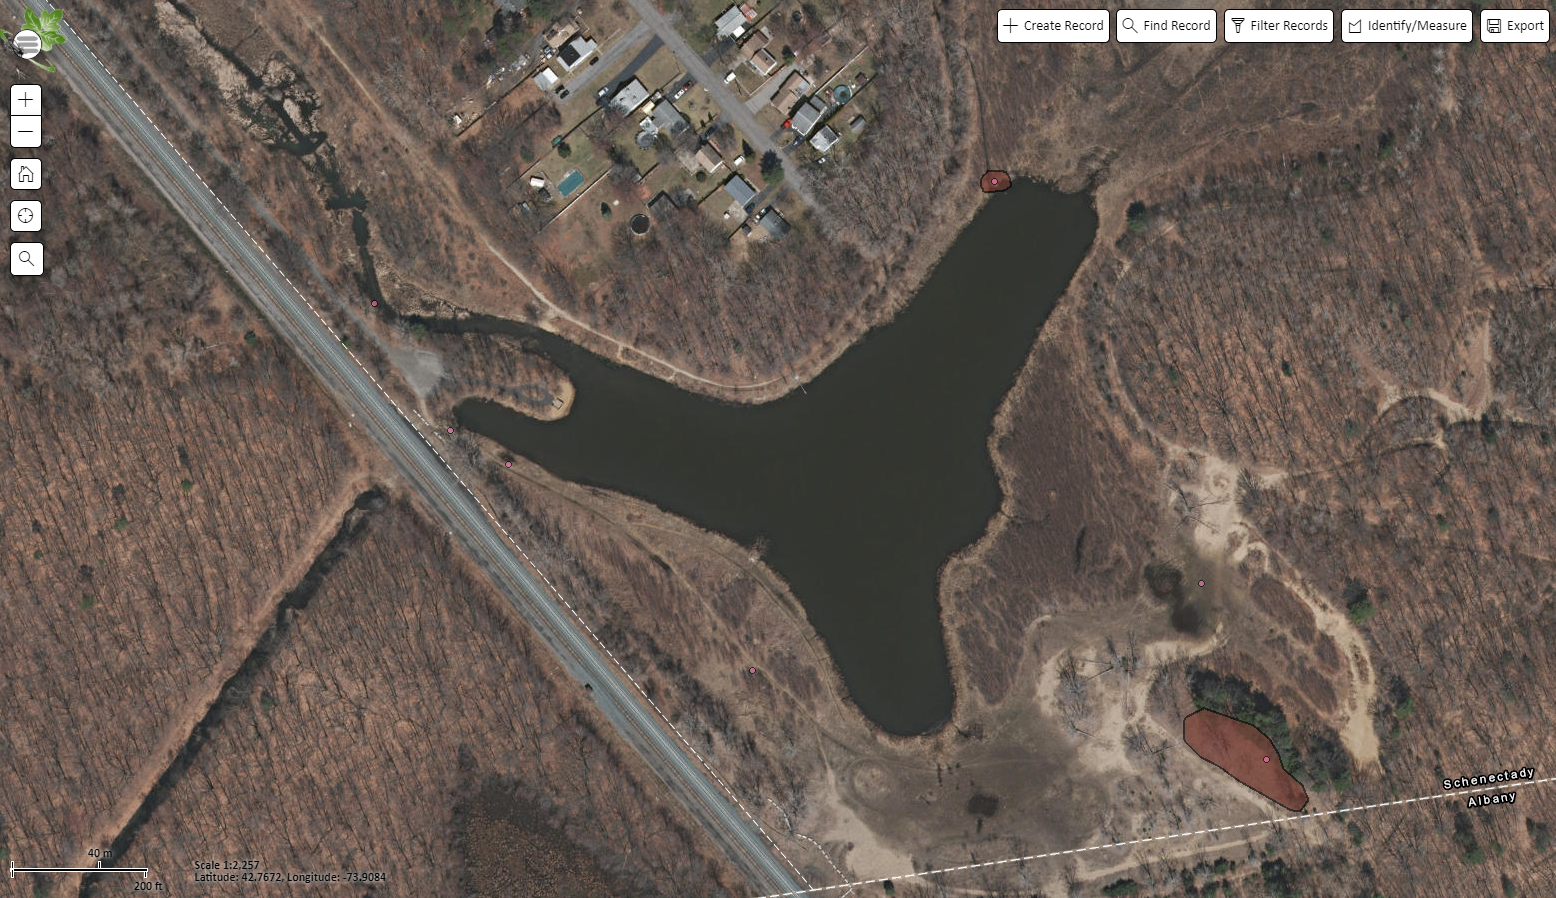 Create Record
Find Record
Filter Records
Identify/Measure
Export
Schenectady
Albany
40 m
200 ft
Scale 1:2,257
Latitude: 42.7672, Longitude: -73.9084